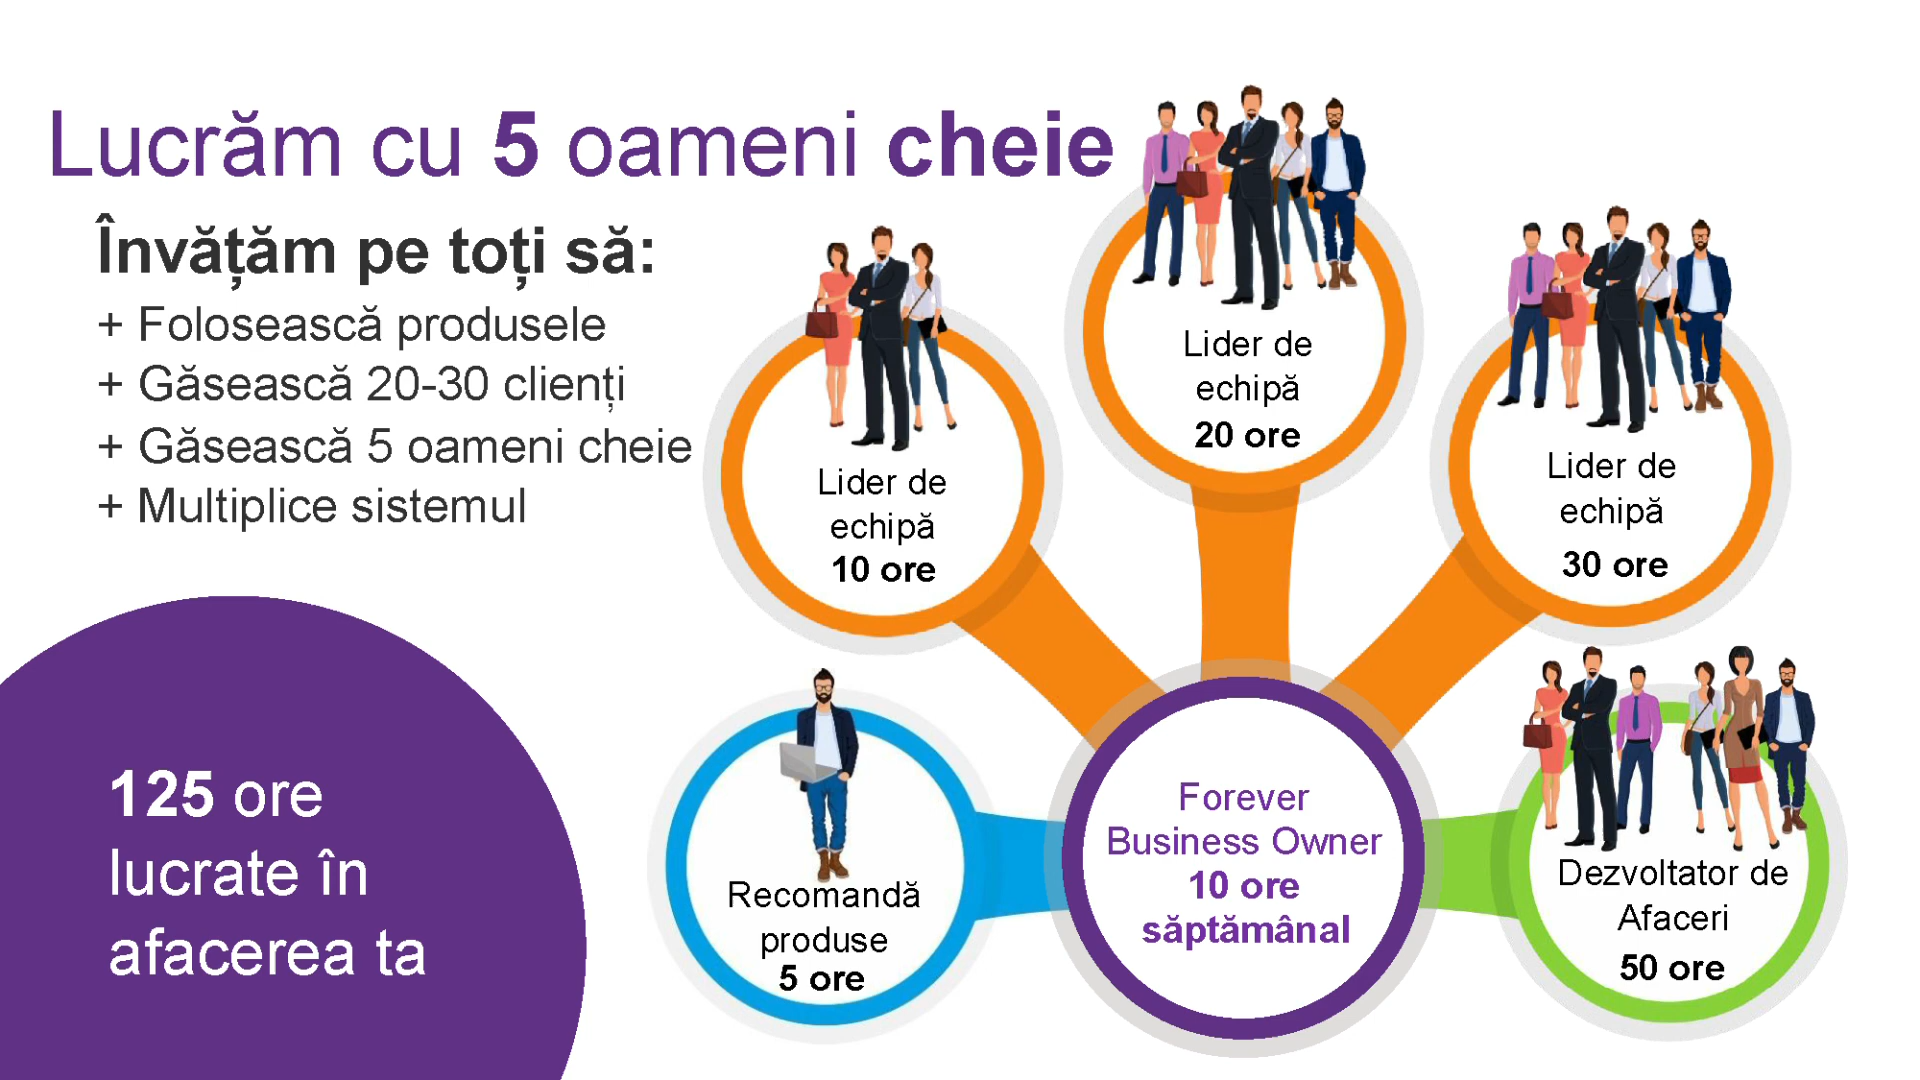 Lucrăm cu 5 oameni cheie
Învățăm pe toți să:
+ Folosească produsele
+ Găsească 20-30 clienți
+ Găsească 5 oameni cheie
+ Multiplice sistemul
125 ore
lucrate în
afacerea ta
Lider de
echipă
10 ore
Lider de
echipă
20 ore
Lider de
echipă
30 ore
Recomandă
produse
5 ore
Forever
Business Owner
10 ore
săptămânal
Dezvoltator de
Afaceri
50 ore